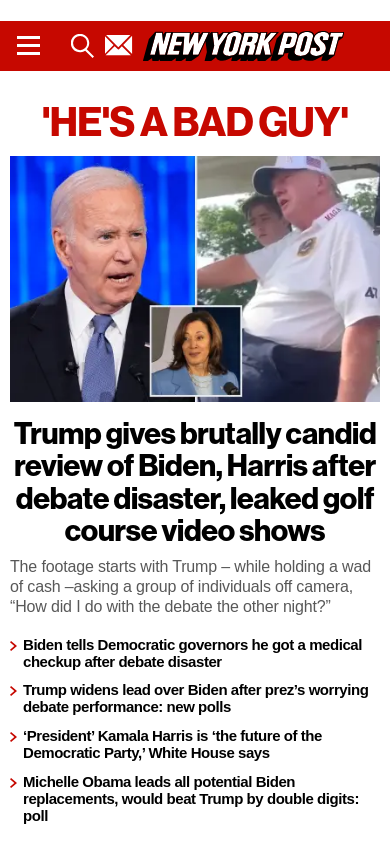 NEW YORK POST
'HE'S A BAD GUY'
MAGA
Trump gives brutally candid
review of Biden, Harris after
debate disaster, leaked golf
course video shows
The footage starts with Trump – while holding a wad
of cash –asking a group of individuals off camera,
“How did I do with the debate the other night?”
Biden tells Democratic governors he got a medical
checkup after debate disaster
Trump widens lead over Biden after prez’s worrying
debate performance: new polls
‘President’ Kamala Harris is ‘the future of the
Democratic Party,’ White House says
Michelle Obama leads all potential Biden
replacements, would beat Trump by double digits:
poll